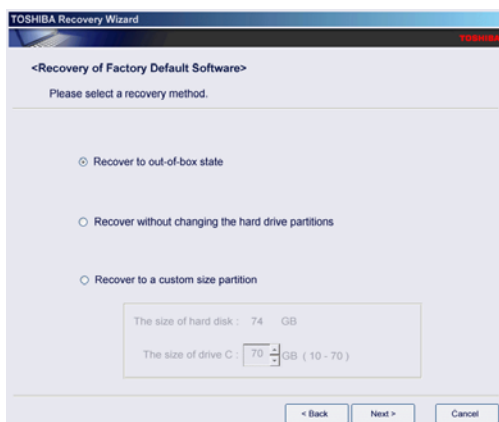 TOSHIBA Recovery Wizard
TOSHIBA
<Recovery of Factory Default Software>
Please select a recovery method.
Recover to out-of-box state
Recover without changing the hard drive partitions
Recover to a custom size partition
The size of hard disk : 74 GB
The size of drive C : 70 GB ( 10 - 70 )
< Back Next > Cancel